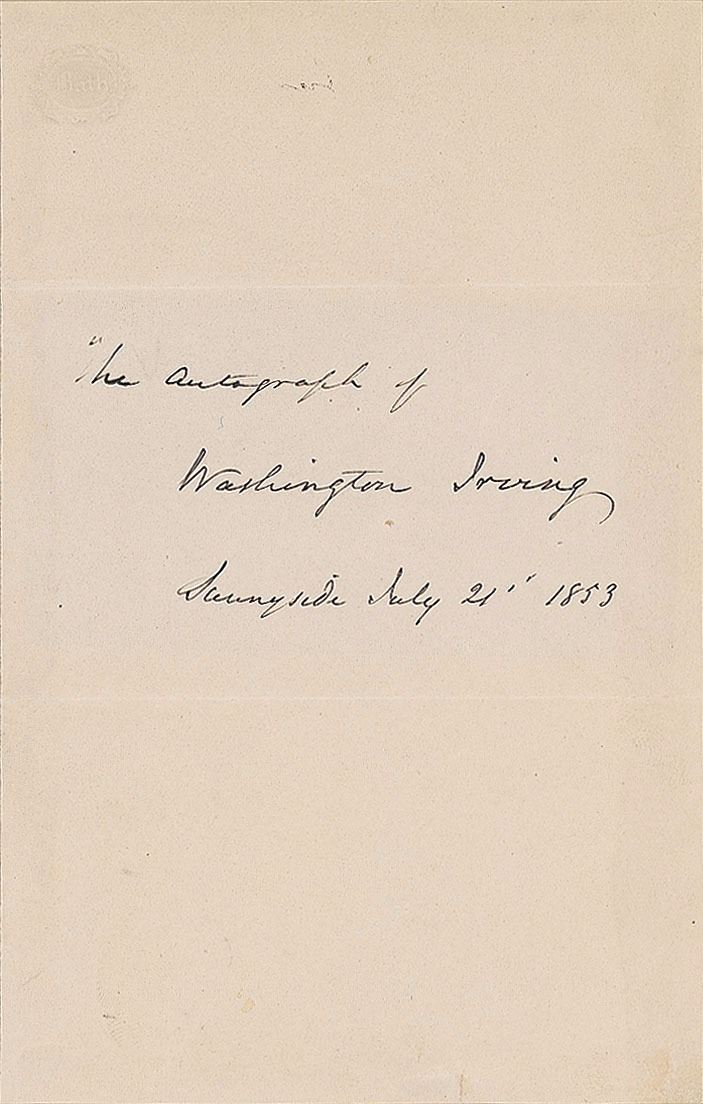 The autograph of
Washington Irving
Sunnyside July 21st 1853